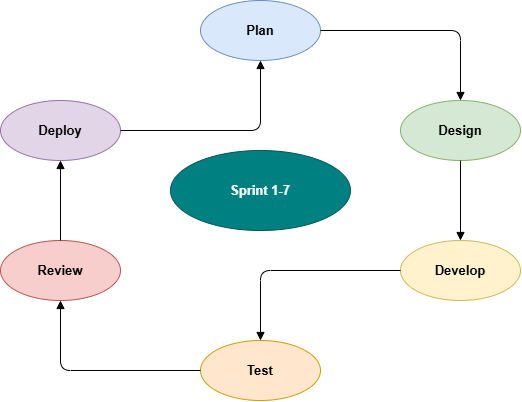 Plan
Deploy
Design
Sprint 1-7
Review
Develop
Test